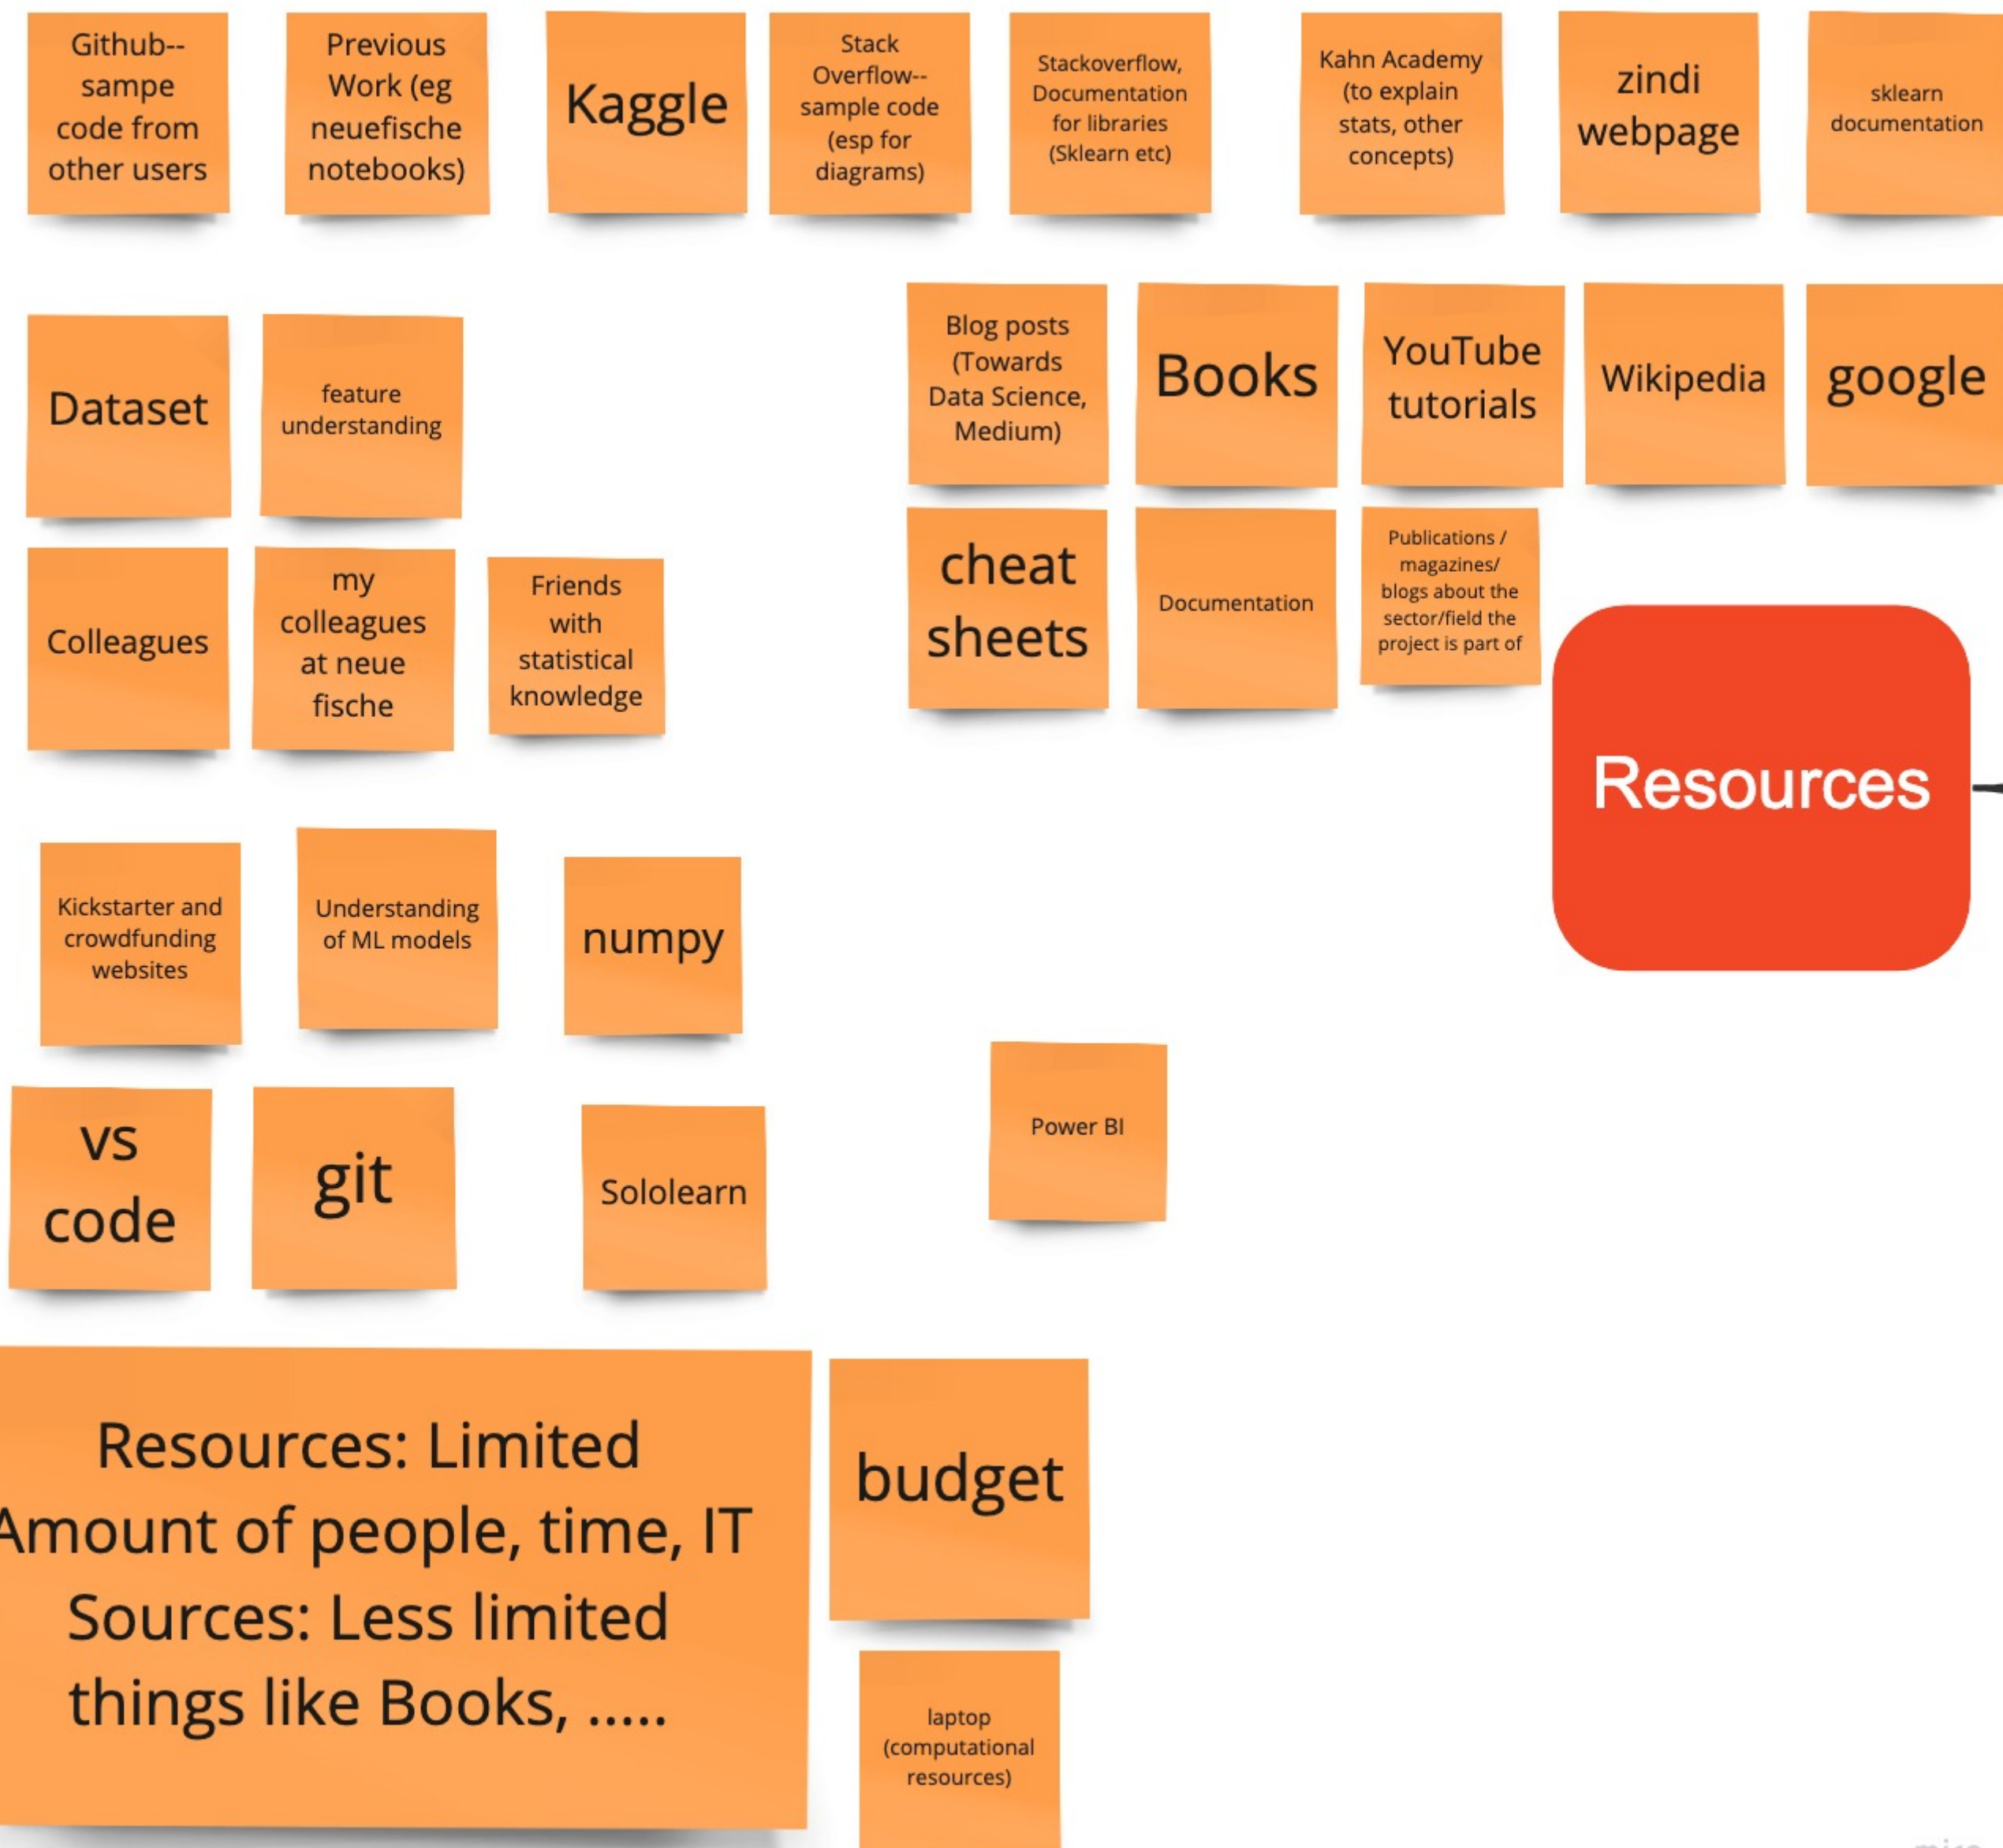 Github--
sampe
code from
other users
Previous
Work (eg
neuefische
notebooks)
Kaggle
Stack
Overflow--
sample code
(esp for
diagrams)
Stackoverflow,
Documentation
for libraries
(Sklearn etc)
Kahn Academy
(to explain
stats, other
concepts)
zindi
webpage
sklearn
documentation
Dataset
feature
understanding
Blog posts
(Towards
Data Science,
Medium)
Books
YouTube
tutorials
Wikipedia
google
Colleagues
my
colleagues
at neue
fische
Friends
with
statistical
knowledge
cheat
sheets
Documentation
Publications /
magazines/
blogs about the
sector/field the
project is part of
Resources
Kickstarter and
crowdfunding
websites
Understanding
of ML models
numpy
vs
code
git
Sololearn
Power BI
Resources: Limited
Amount of people, time, IT
Sources: Less limited
things like Books, .....
budget
laptop
(computational
resources)